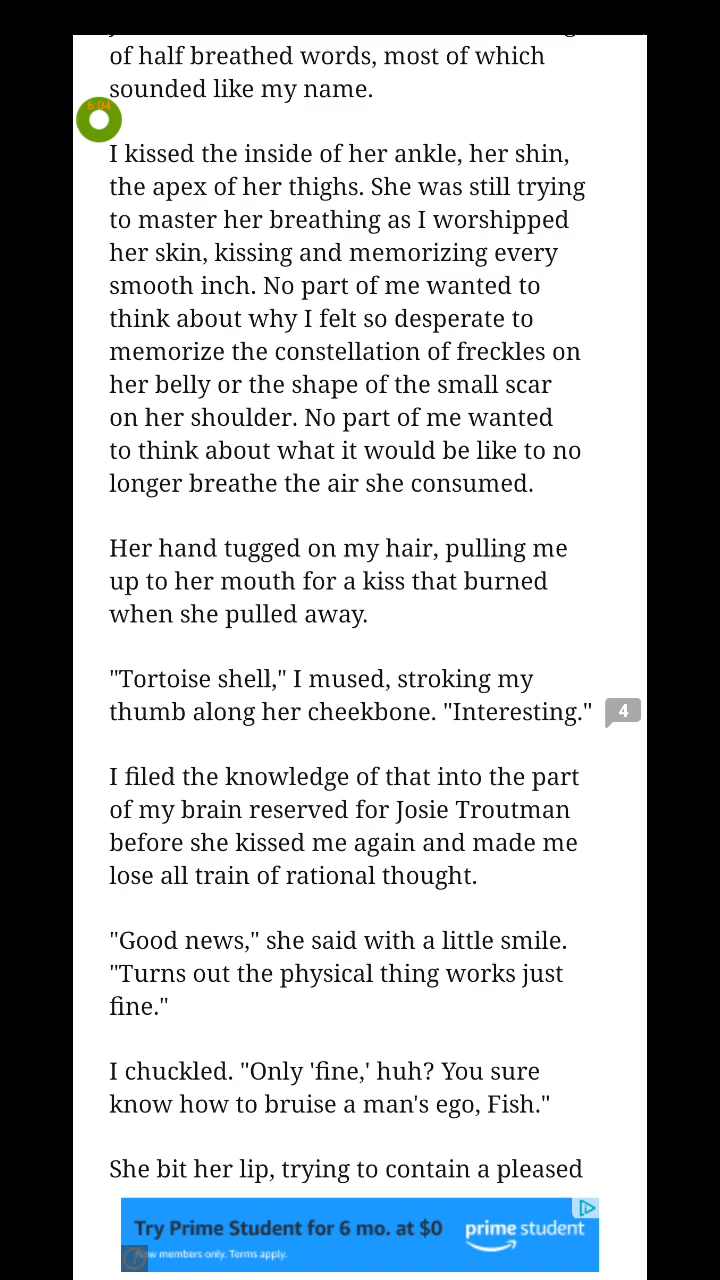 of half breathed words, most of which
sounded like my name.
6.04
I kissed the inside of her ankle, her shin,
the apex of her thighs. She was still trying
to master her breathing as I worshipped
her skin, kissing and memorizing every
smooth inch. No part of me wanted to
think about why I felt so desperate to
memorize the constellation of freckles on
her belly or the shape of the small scar
on her shoulder. No part of me wanted
to think about what it would be like to no
longer breathe the air she consumed.
Her hand tugged on my hair, pulling me
up to her mouth for a kiss that burned
when she pulled away.
"Tortoise shell," I mused, stroking my
thumb along her cheekbone. "Interesting."
4
I filed the knowledge of that into the part
of my brain reserved for Josie Troutman
before she kissed me again and made me
lose all train of rational thought.
"Good news," she said with a little smile.
"Turns out the physical thing works just
fine."
I chuckled. "Only 'fine,' huh? You sure
know how to bruise a man's ego, Fish."
She bit her lip, trying to contain a pleased
Try Prime Student for 6 mo. at $0
prime student
members only. Terms apply.